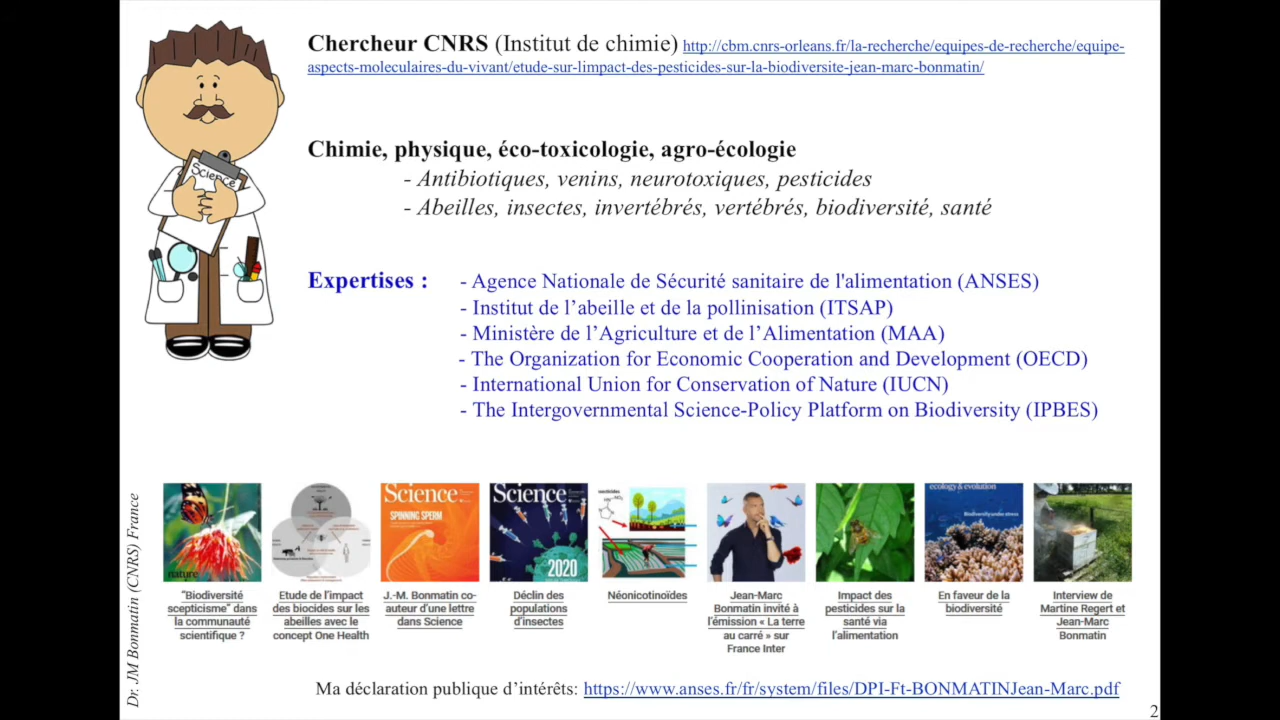 Science
Chercheur CNRS (Institut de chimie) http://cbm.cnrs-orleans.fr/la-recherche/equipes-de-recherche/equipe-
aspects-moleculaires-du-vivant/etude-sur-limpact-des-pesticides-sur-la-biodiversite-jean-marc-bonmatin/
Chimie, physique, éco-toxicologie, agro-écologie
- Antibiotiques, venins, neurotoxiques, pesticides
- Abeilles, insectes, invertébrés, vertébrés, biodiversité, santé
Expertises :
- Agence Nationale de Sécurité sanitaire de l'alimentation (ANSES)
- Institut de l’abeille et de la pollinisation (ITSAP)
- Ministère de l’Agriculture et de l’Alimentation (MAA)
- The Organization for Economic Cooperation and Development (OECD)
- International Union for Conservation of Nature (IUCN)
- The Intergovernmental Science-Policy Platform on Biodiversity (IPBES)
Dr. JM Bonmatin (CNRS) France
nature
“Biodiversité
scepticisme” dans
la communauté
scientifique ?
Etude de l’impact
des biocides sur les
abeilles avec le
concept One Health
Science
SPINNING SPERM
J.-M. Bonmatin co-
auteur d’une lettre
dans Science
Science
2020
Déclin des
populations
d’insectes
Néonicotinoïdes
Jean-Marc
Bonmatin invité à
l’émission « La terre
au carré » sur
France Inter
Impact des
pesticides sur la
santé via
l’alimentation
ecology & evolution
Biodiversity under stress
En faveur de la
biodiversité
Interview de
Martine Regert et
Jean-Marc
Bonmatin
Ma déclaration publique d’intérêts: https://www.anses.fr/fr/system/files/DPI-Ft-BONMATINJean-Marc.pdf
2